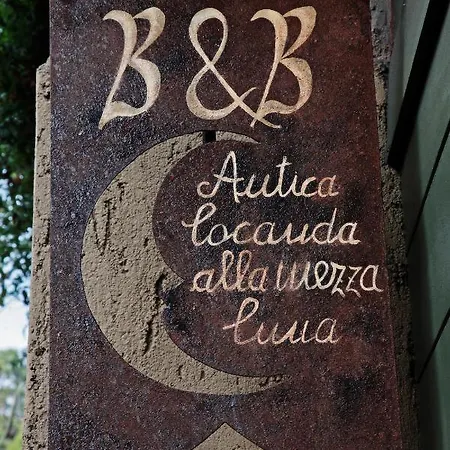 B&B
Antica
locanda
alla mezza
luna